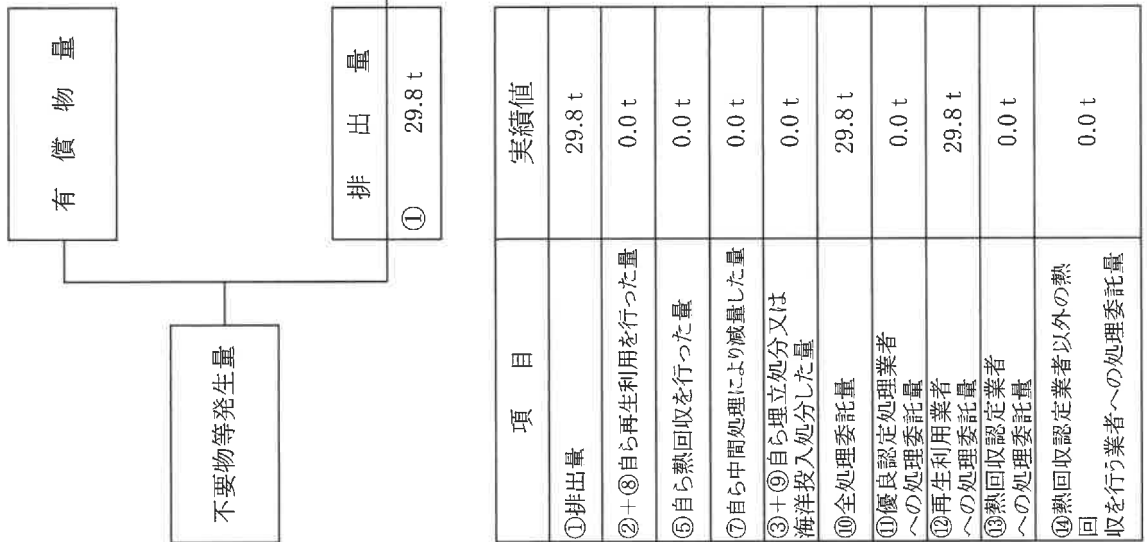 有 償 物 量
不要物等発生量
排 出 量
① 29.8 t
項 目 実績値
①排出量 29.8 t
②+⑧自ら再生利用を行った量 0.0 t
⑤自ら熱回収を行った量 0.0 t
⑦自ら中間処理により減量した量 0.0 t
③+⑨自ら埋立処分又は
海洋投入処分した量 0.0 t
⑩全処理委託量 29.8 t
⑪優良認定処理業者
への処理委託量 0.0 t
⑫再生利用業者
への処理委託量 29.8 t
⑬熱回収認定業者
への処理委託量 0.0 t
⑭熱回収認定業者以外の熱
回
収を行う業者への処理委託量 0.0 t